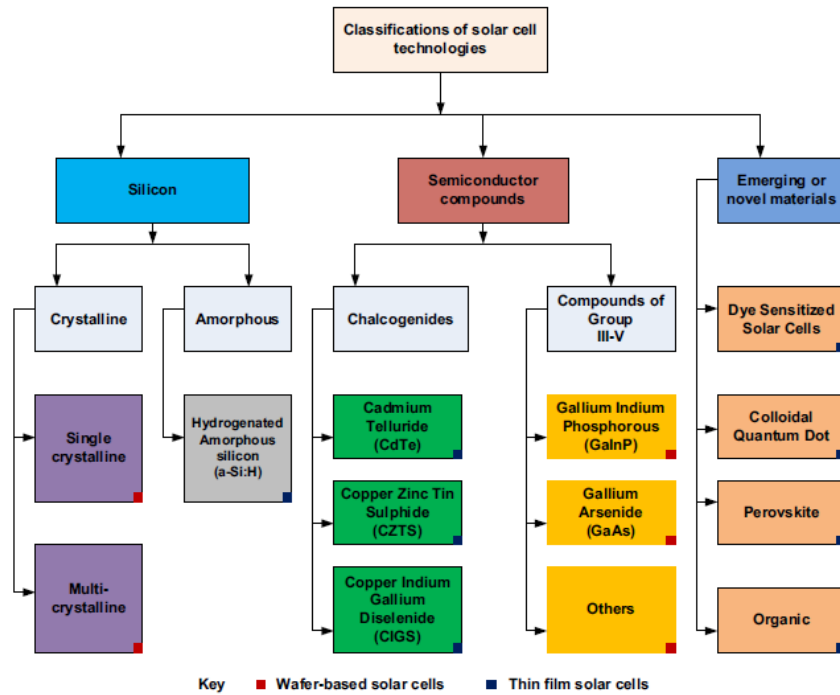 Classifications of solar cell
technologies
Silicon
Semiconductor
compounds
Emerging or
novel materials
Crystalline
Amorphous
Chalcogenides
Compounds of
Group
III-V
Dye Sensitized
Solar Cells
Single
crystalline
Hydrogenated
Amorphous
silicon
(a-Si:H)
Cadmium
Telluride
(CdTe)
Gallium Indium
Phosphorous
(GaInP)
Colloidal
Quantum Dot
Copper Zinc Tin
Sulphide
(CZTS)
Gallium
Arsenide
(GaAs)
Perovskite
Multi-
crystalline
Copper Indium
Gallium
Diselenide
(CIGS)
Others
Organic
Key
Wafer-based solar cells
Thin film solar cells